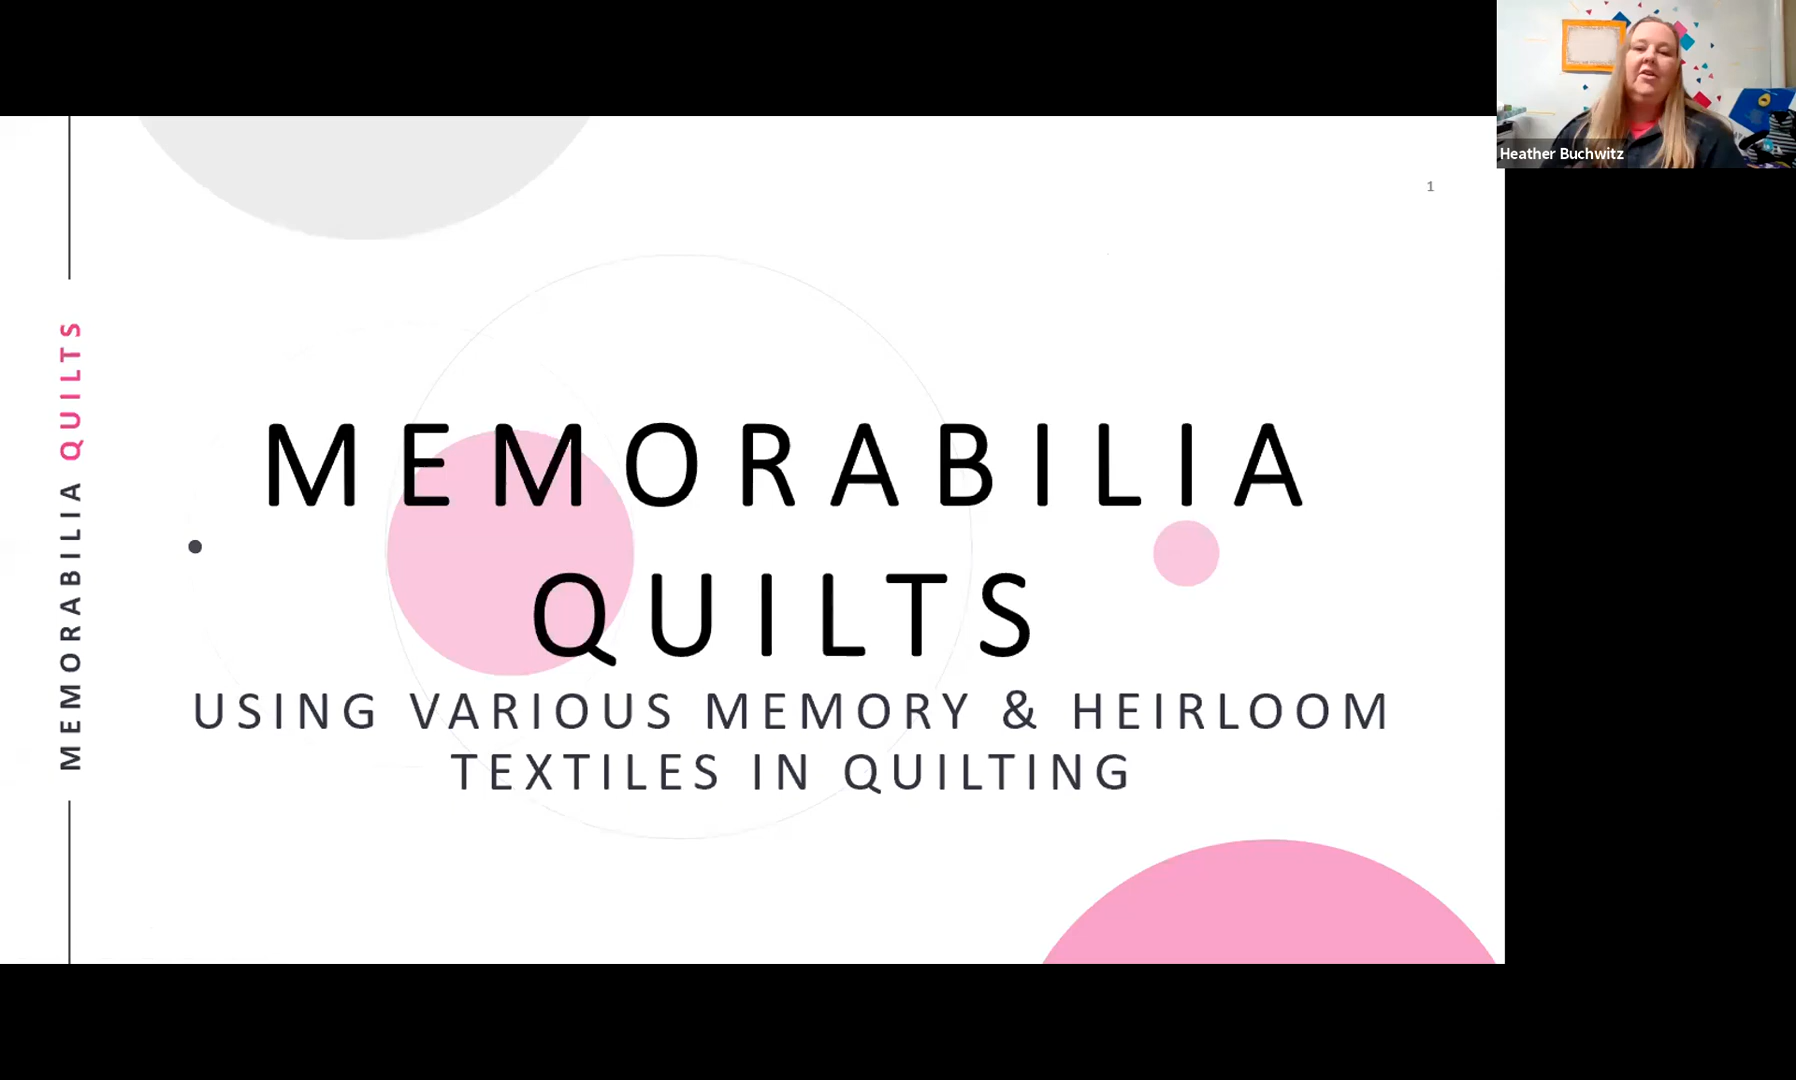 Heather Buchwitz
1
MEMORABILIA QUILTS
MEMORABILIA
QUILTS
USING VARIOUS MEMORY & HEIRLOOM
TEXTILES IN QUILTING